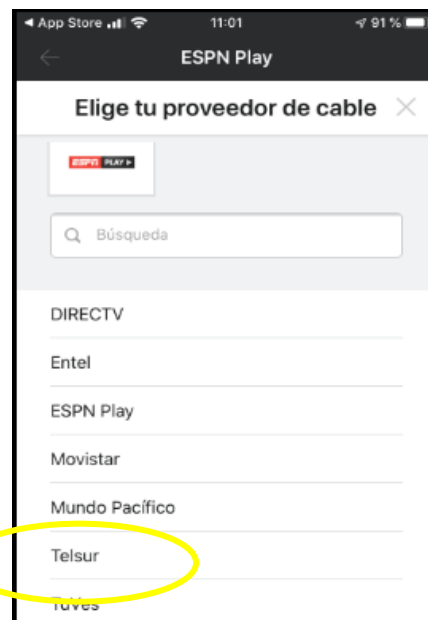 App Store 11:01 91 %
ESPN Play
Elige tu proveedor de cable
ESPN PLAY
Búsqueda
DIRECTV
Entel
ESPN Play
Movistar
Mundo Pacífico
Telsur
TuVes